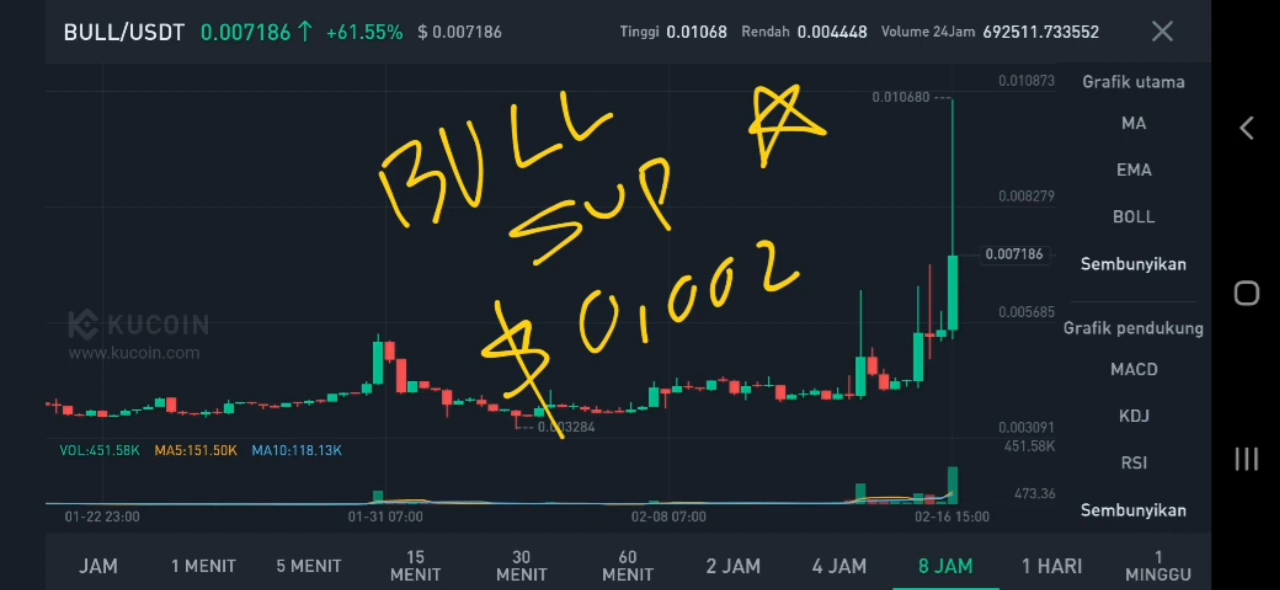 BULL/USDT 0.007186↑ +61.55% $ 0.007186 Tinggi 0.01068 Rendah 0.004448 Volume 24Jam 692511.733552
0.010873
0.010680
BULL
SUP
$0,002
0.008279
0.007186
0.005685
KUCOIN
www.kucoin.com
0.003284
0.003091
VOL:451.58K MA5:151.50K MA10:118.13K
451.58K
473.36
01-22 23:00 01-31 07:00 02-08 07:00 02-16 15:00
Grafik utama
MA
EMA
BOLL
Sembunyikan
Grafik pendukung
MACD
KDJ
RSI
Sembunyikan
JAM 1 MENIT 5 MENIT 15 MENIT 30 MENIT 60 MENIT 2 JAM 4 JAM 8 JAM 1 HARI 1 MINGGU